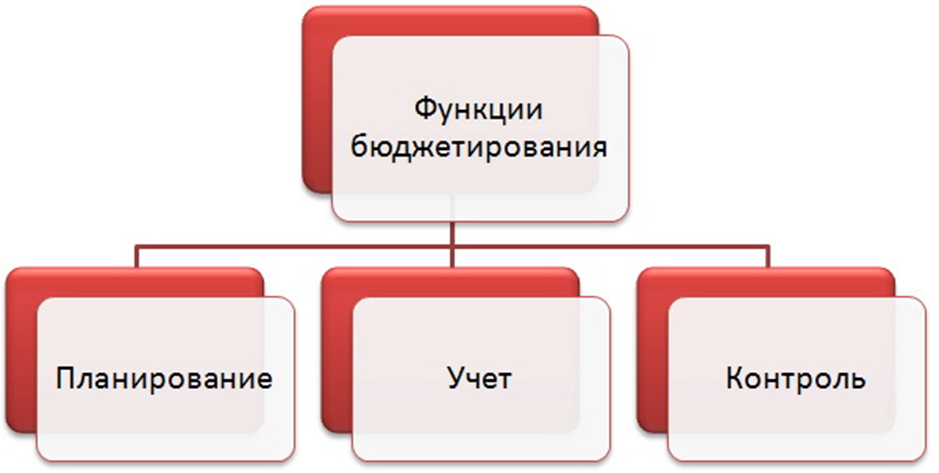 Функции
бюджетирования
Планирование
Учет
Контроль